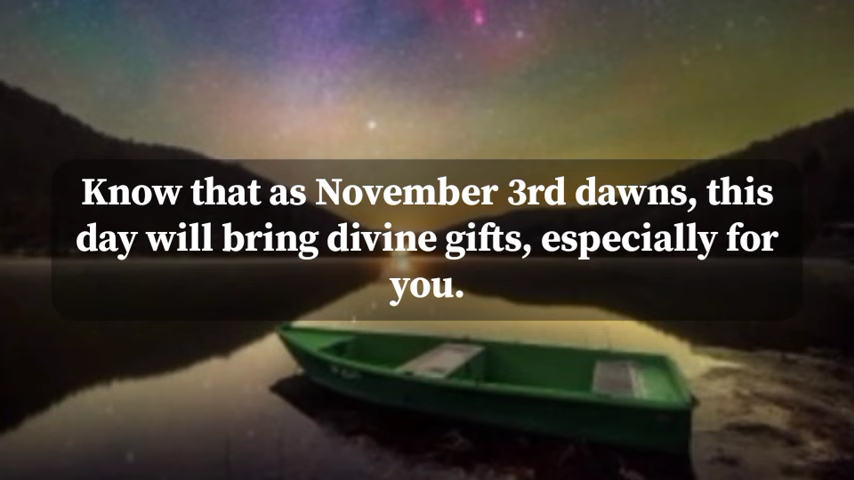 Know that as November 3rd dawns, this
day will bring divine gifts, especially for
you.